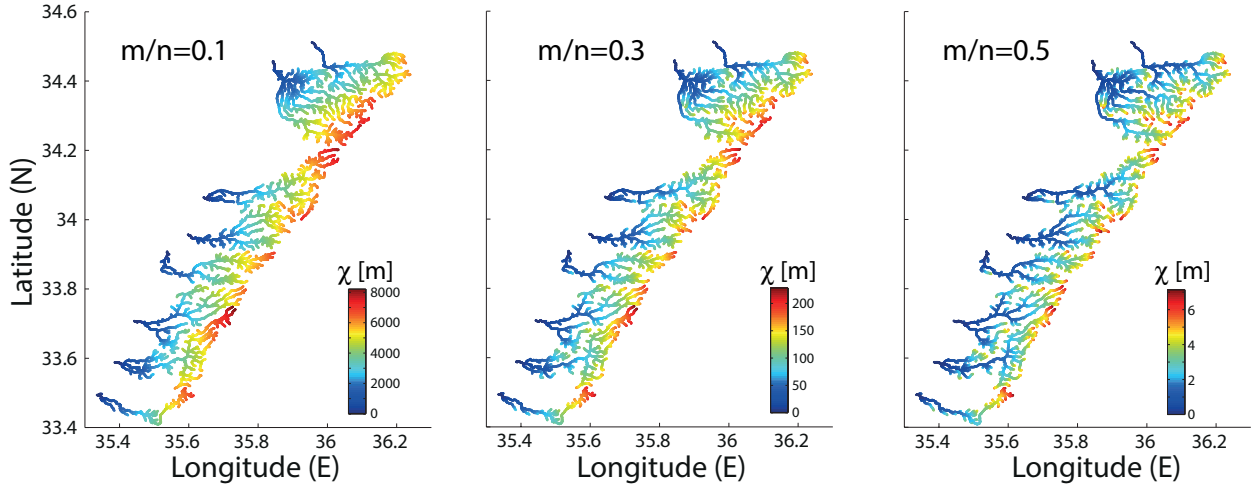 34.6
34.4
34.2
34
33.8
33.6
33.4
Latitude (N)
m/n=0.1
χ [m]
8000
6000
4000
2000
0
35.4 35.6 35.8 36 36.2
Longitude (E)
m/n=0.3
χ [m]
200
150
100
50
0
35.4 35.6 35.8 36 36.2
Longitude (E)
m/n=0.5
χ [m]
6
4
2
0
35.4 35.6 35.8 36 36.2
Longitude (E)